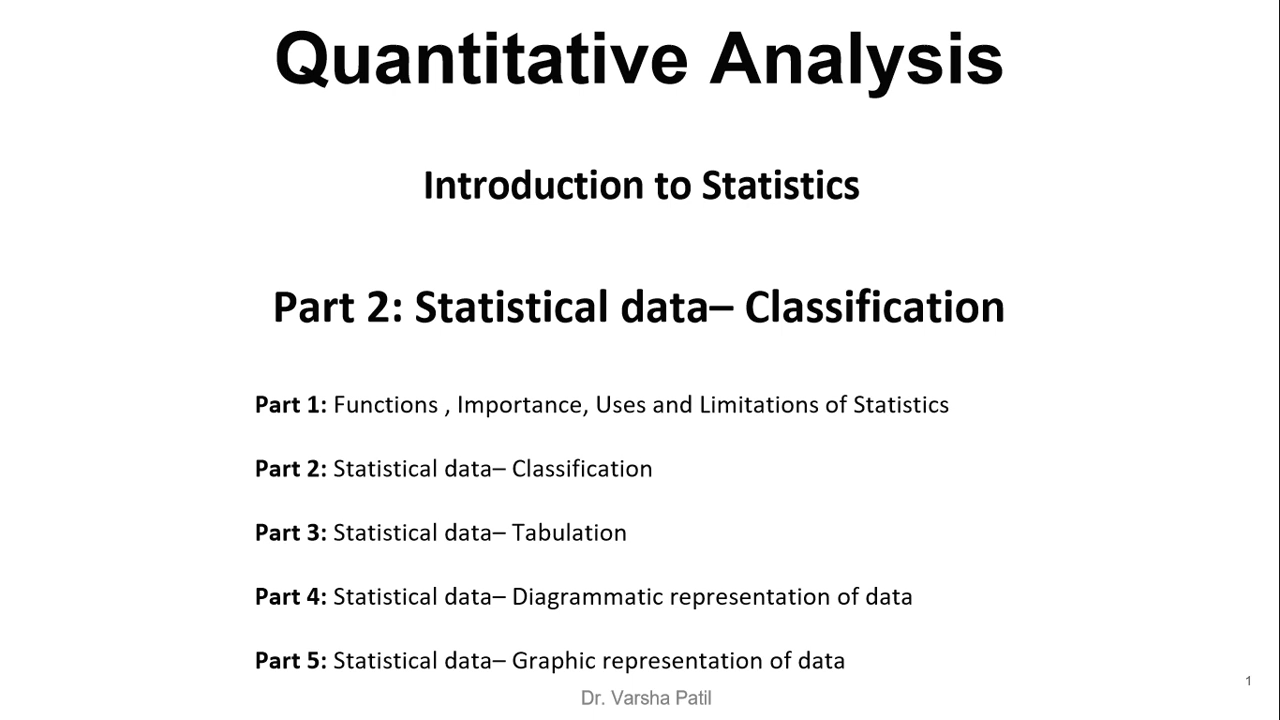 Quantitative Analysis
Introduction to Statistics
Part 2: Statistical data– Classification
Part 1: Functions , Importance, Uses and Limitations of Statistics
Part 2: Statistical data– Classification
Part 3: Statistical data– Tabulation
Part 4: Statistical data– Diagrammatic representation of data
Part 5: Statistical data– Graphic representation of data
Dr. Varsha Patil
1